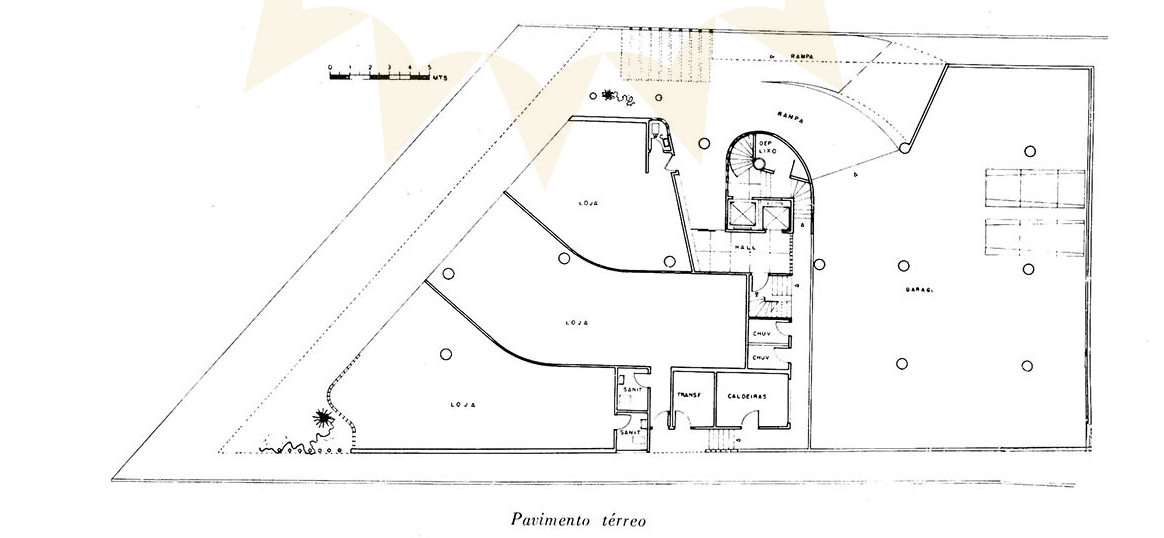 RAMPA
0 1 2 3 4 5
MTS
RAMPA
DEP
LIXO
LOJA
HALL
GARAGE
LOJA
CHUV
CHUV
SANIT
TRANSF
CALDEIRAS
LOJA
SANIT
Pavimento térreo